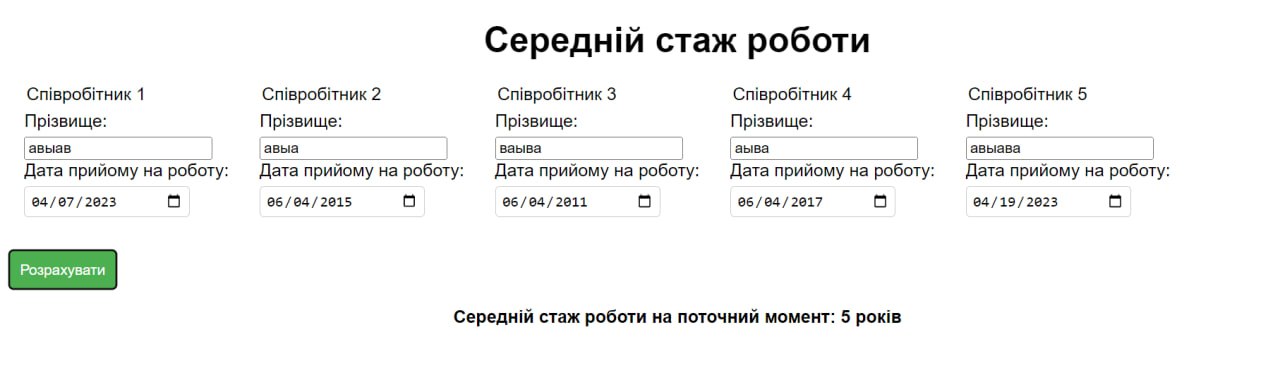 Середній стаж роботи
Співробітник 1 Співробітник 2 Співробітник 3 Співробітник 4 Співробітник 5
Прізвище: Прізвище: Прізвище: Прізвище: Прізвище:
авыав авыа ваыва аыва авыава
Дата прийому на роботу: Дата прийому на роботу: Дата прийому на роботу: Дата прийому на роботу: Дата прийому на роботу:
04/07/2023 06/04/2015 06/04/2011 06/04/2017 04/19/2023
Розрахувати
Середній стаж роботи на поточний момент: 5 років